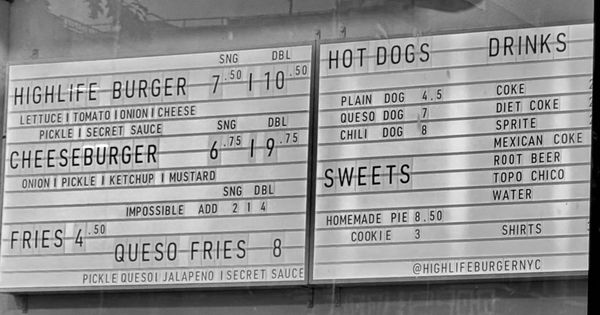 SNG DBL
HIGHLIFE BURGER 7.50 | 10.50
LETTUCE | TOMATO | ONION | CHEESE
PICKLE | SECRET SAUCE
SNG DBL
CHEESEBURGER 6.75 | 9.75
ONION | PICKLE | KETCHUP | MUSTARD
SNG DBL
IMPOSSIBLE ADD 2 | 4
FRIES 4.50
QUESO FRIES 8
PICKLE QUESO | JALAPENO | SECRET SAUCE
HOT DOGS
PLAIN DOG 4.5
QUESO DOG 7
CHILI DOG 8
SWEETS
HOMEMADE PIE 8.50
COOKIE 3
DRINKS
COKE
DIET COKE
SPRITE
MEXICAN COKE
ROOT BEER
TOPO CHICO
WATER
SHIRTS
@HIGHLIFEBURGERNYC